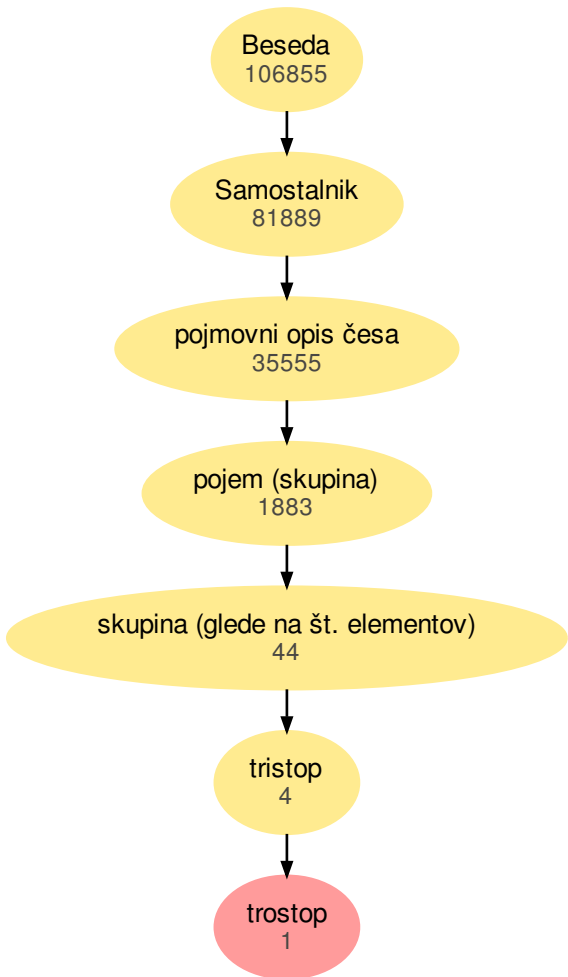 Beseda
106855
Samostalnik
81889
pojmovni opis česa
35555
pojem (skupina)
1883
skupina (glede na št. elementov)
44
tristop
4
trostop
1